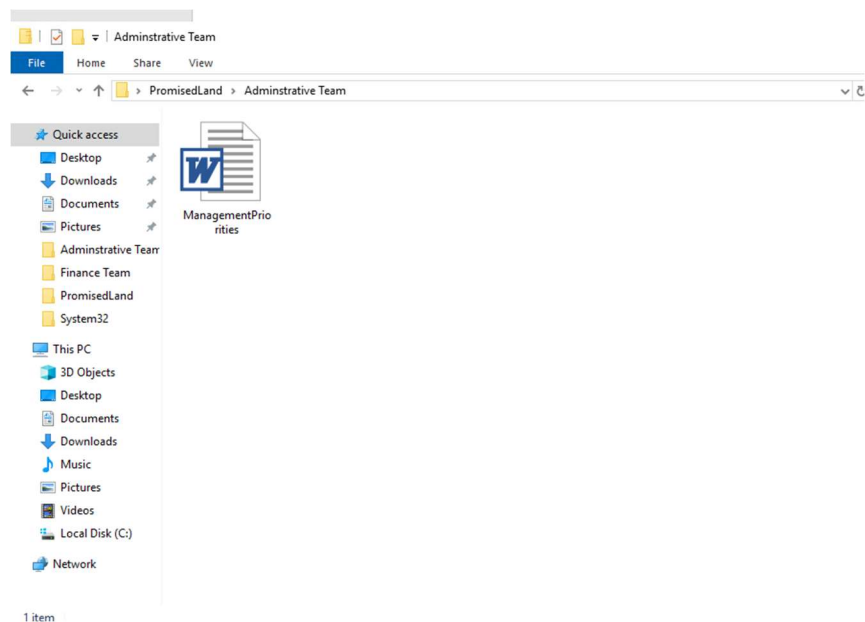 Adminstrative Team
File Home Share View
PromisedLand > Adminstrative Team
Quick access
Desktop
Downloads
Documents
Pictures
Adminstrative Team
Finance Team
PromisedLand
System32
This PC
3D Objects
Desktop
Documents
Downloads
Music
Pictures
Videos
Local Disk (C:)
Network
W
ManagementPrio
rities
1 item